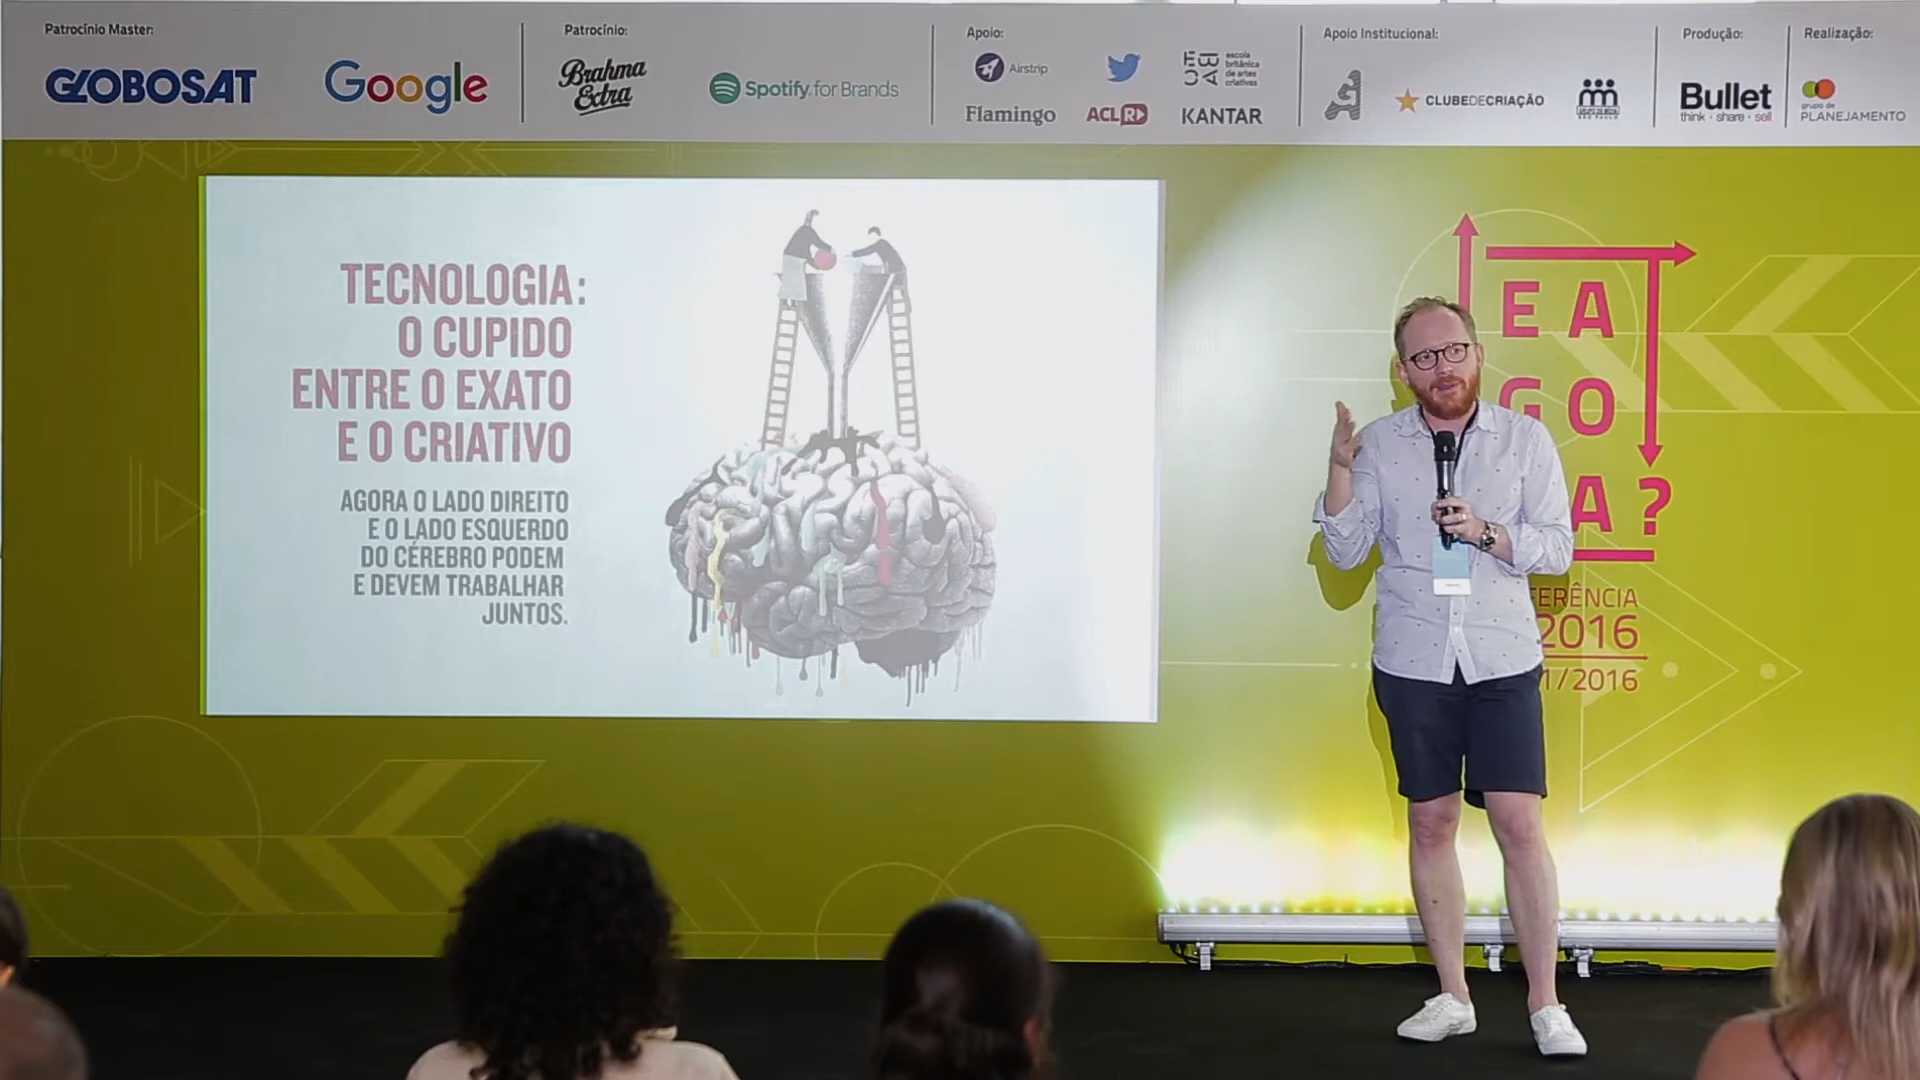 Patrocínio Master:
GLOBOSAT
Google
Patrocínio:
Brahma
Extra
Spotify for Brands
Apoio:
Airstrip
escola
britânica
de artes
criativas
Flamingo
ACLR
KANTAR
Apoio Institucional:
CLUBEDECRIAÇÃO
Produção:
Bullet
think · share · sell
Realização:
grupo de
PLANEJAMENTO
TECNOLOGIA:
O CUPIDO
ENTRE O EXATO
E O CRIATIVO
AGORA O LADO DIREITO
E O LADO ESQUERDO
DO CÉREBRO PODEM
E DEVEM TRABALHAR
JUNTOS.
E A
G O
A ?
FERÊNCIA
2016
1/2016